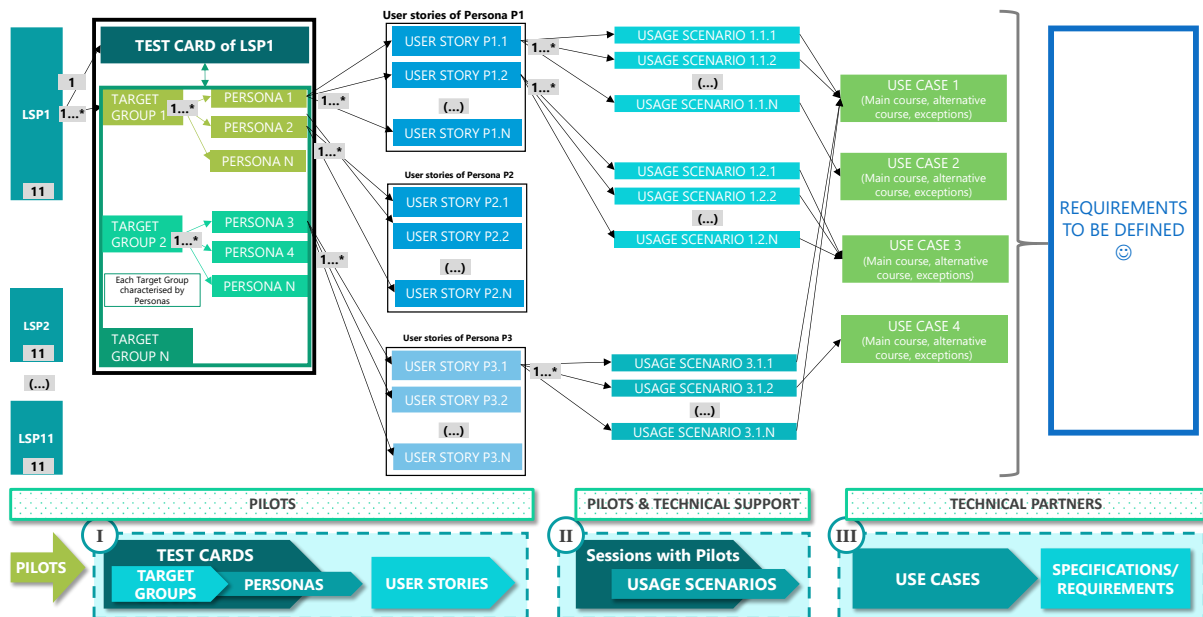 LSP1
11
LSP2
11
(...)
LSP11
11
1
1...*
TEST CARD of LSP1
TARGET
GROUP 1
1...*
PERSONA 1
PERSONA 2
PERSONA N
TARGET
GROUP 2
1...*
PERSONA 3
PERSONA 4
PERSONA N
Each Target Group
characterised by
Personas
TARGET
GROUP N
1...*
1...*
1...*
User stories of Persona P1
USER STORY P1.1
USER STORY P1.2
(...)
USER STORY P1.N
User stories of Persona P2
USER STORY P2.1
USER STORY P2.2
(...)
USER STORY P2.N
User stories of Persona P3
USER STORY P3.1
USER STORY P3.2
(...)
USER STORY P3.N
1...*
1...*
1...*
USAGE SCENARIO 1.1.1
USAGE SCENARIO 1.1.2
(...)
USAGE SCENARIO 1.1.N
USAGE SCENARIO 1.2.1
USAGE SCENARIO 1.2.2
(...)
USAGE SCENARIO 1.2.N
USAGE SCENARIO 3.1.1
USAGE SCENARIO 3.1.2
(...)
USAGE SCENARIO 3.1.N
USE CASE 1
(Main course, alternative
course, exceptions)
USE CASE 2
(Main course, alternative
course, exceptions)
USE CASE 3
(Main course, alternative
course, exceptions)
USE CASE 4
(Main course, alternative
course, exceptions)
REQUIREMENTS
TO BE DEFINED
☺
PILOTS
PILOTS & TECHNICAL SUPPORT
TECHNICAL PARTNERS
PILOTS
I
TEST CARDS
TARGET
GROUPS
PERSONAS
USER STORIES
II
Sessions with Pilots
USAGE SCENARIOS
III
USE CASES
SPECIFICATIONS/
REQUIREMENTS